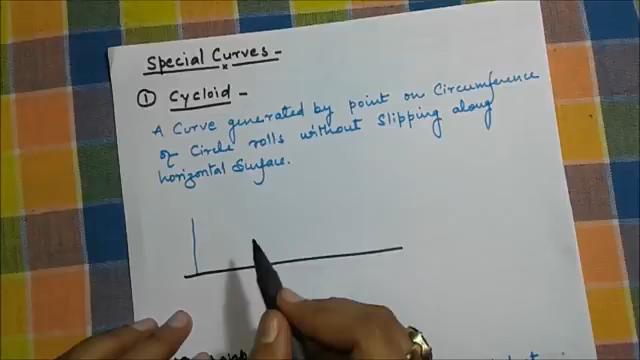 Special Curves -
① Cycloid -
A Curve generated by point on Circumference
of Circle rolls without slipping along
horizontal Surface.